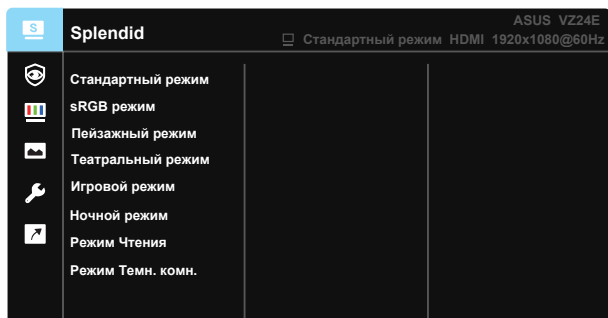 S
Splendid
ASUS VZ24E
Стандартный режим HDMI 1920x1080@60Hz
Стандартный режим
sRGB режим
Пейзажный режим
Театральный режим
Игровой режим
Ночной режим
Режим Чтения
Режим Темн. комн.